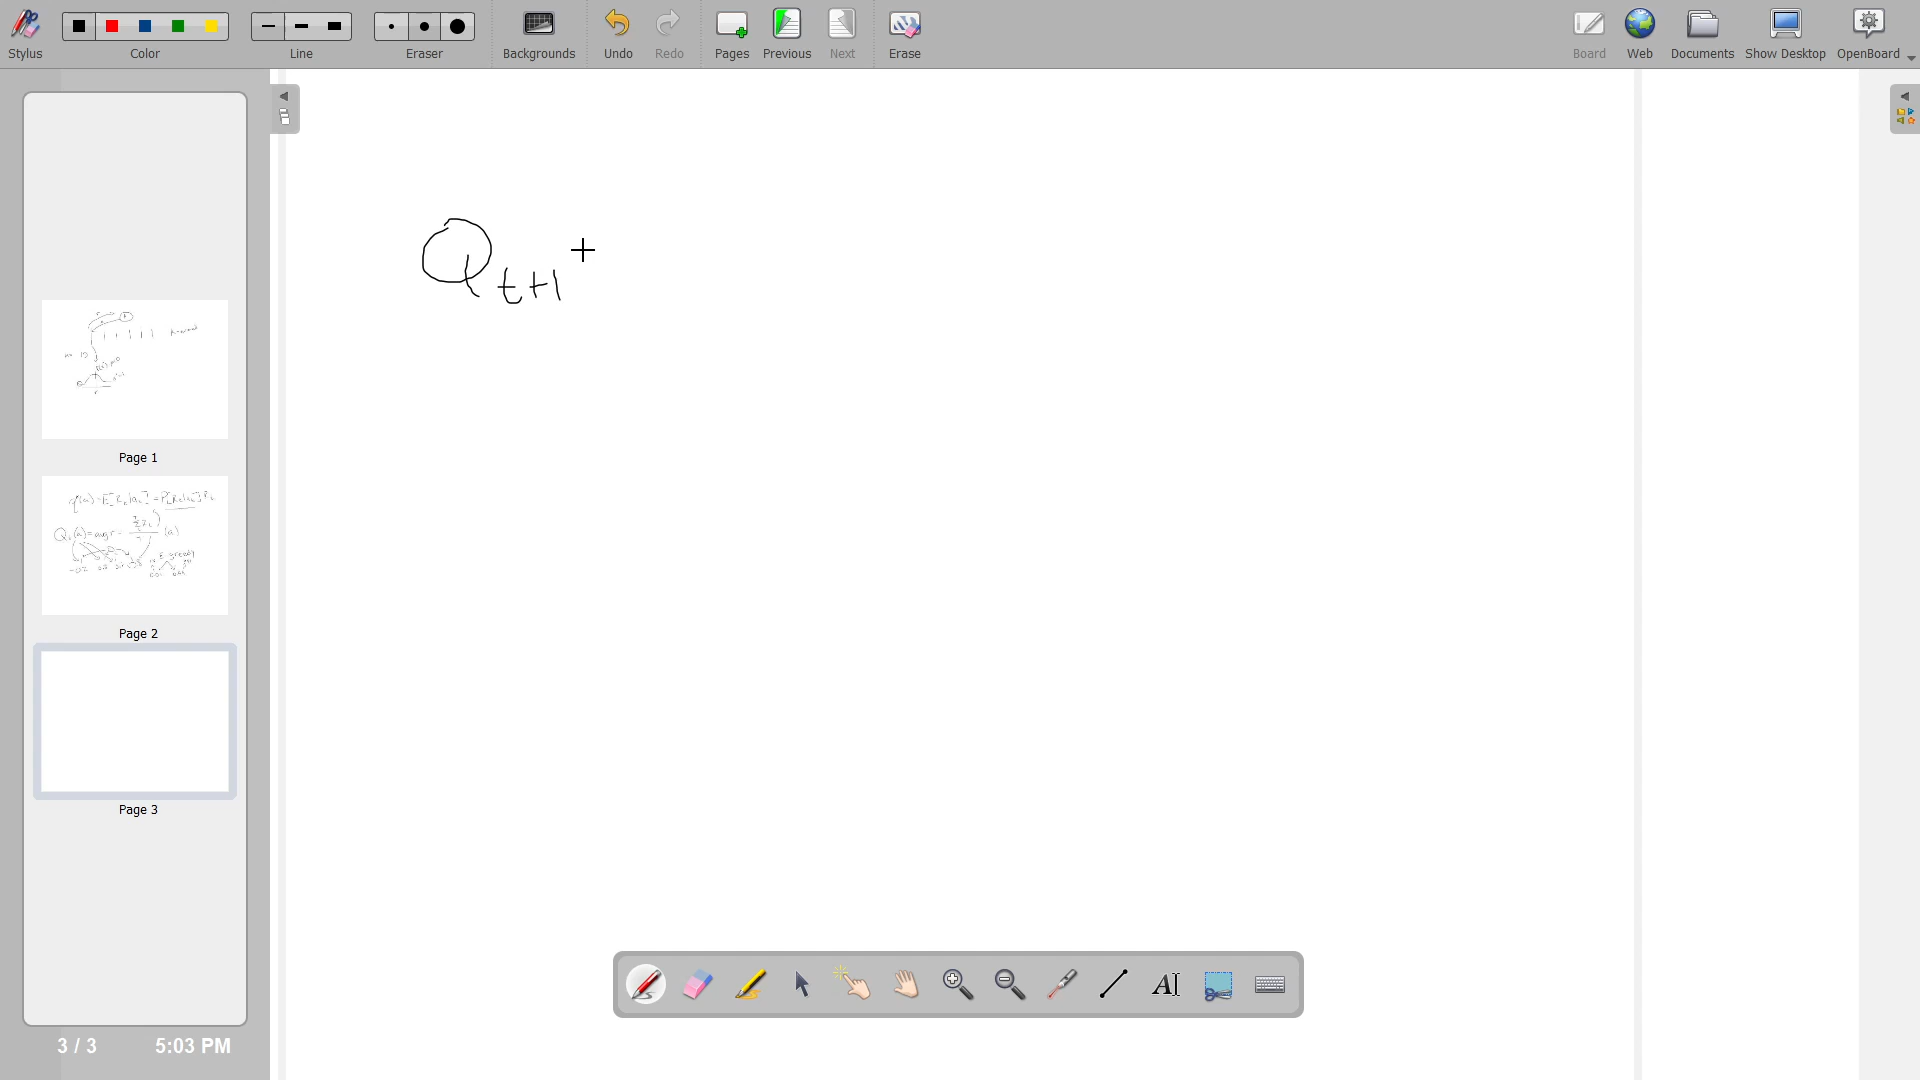 Stylus
Color
Line
Eraser
Backgrounds
Undo
Redo
Pages
Previous
Next
Erase
Board
Web
Documents
Show Desktop
OpenBoard
Q t+1
Page 1
Page 2
Page 3
3 / 3 5:03 PM